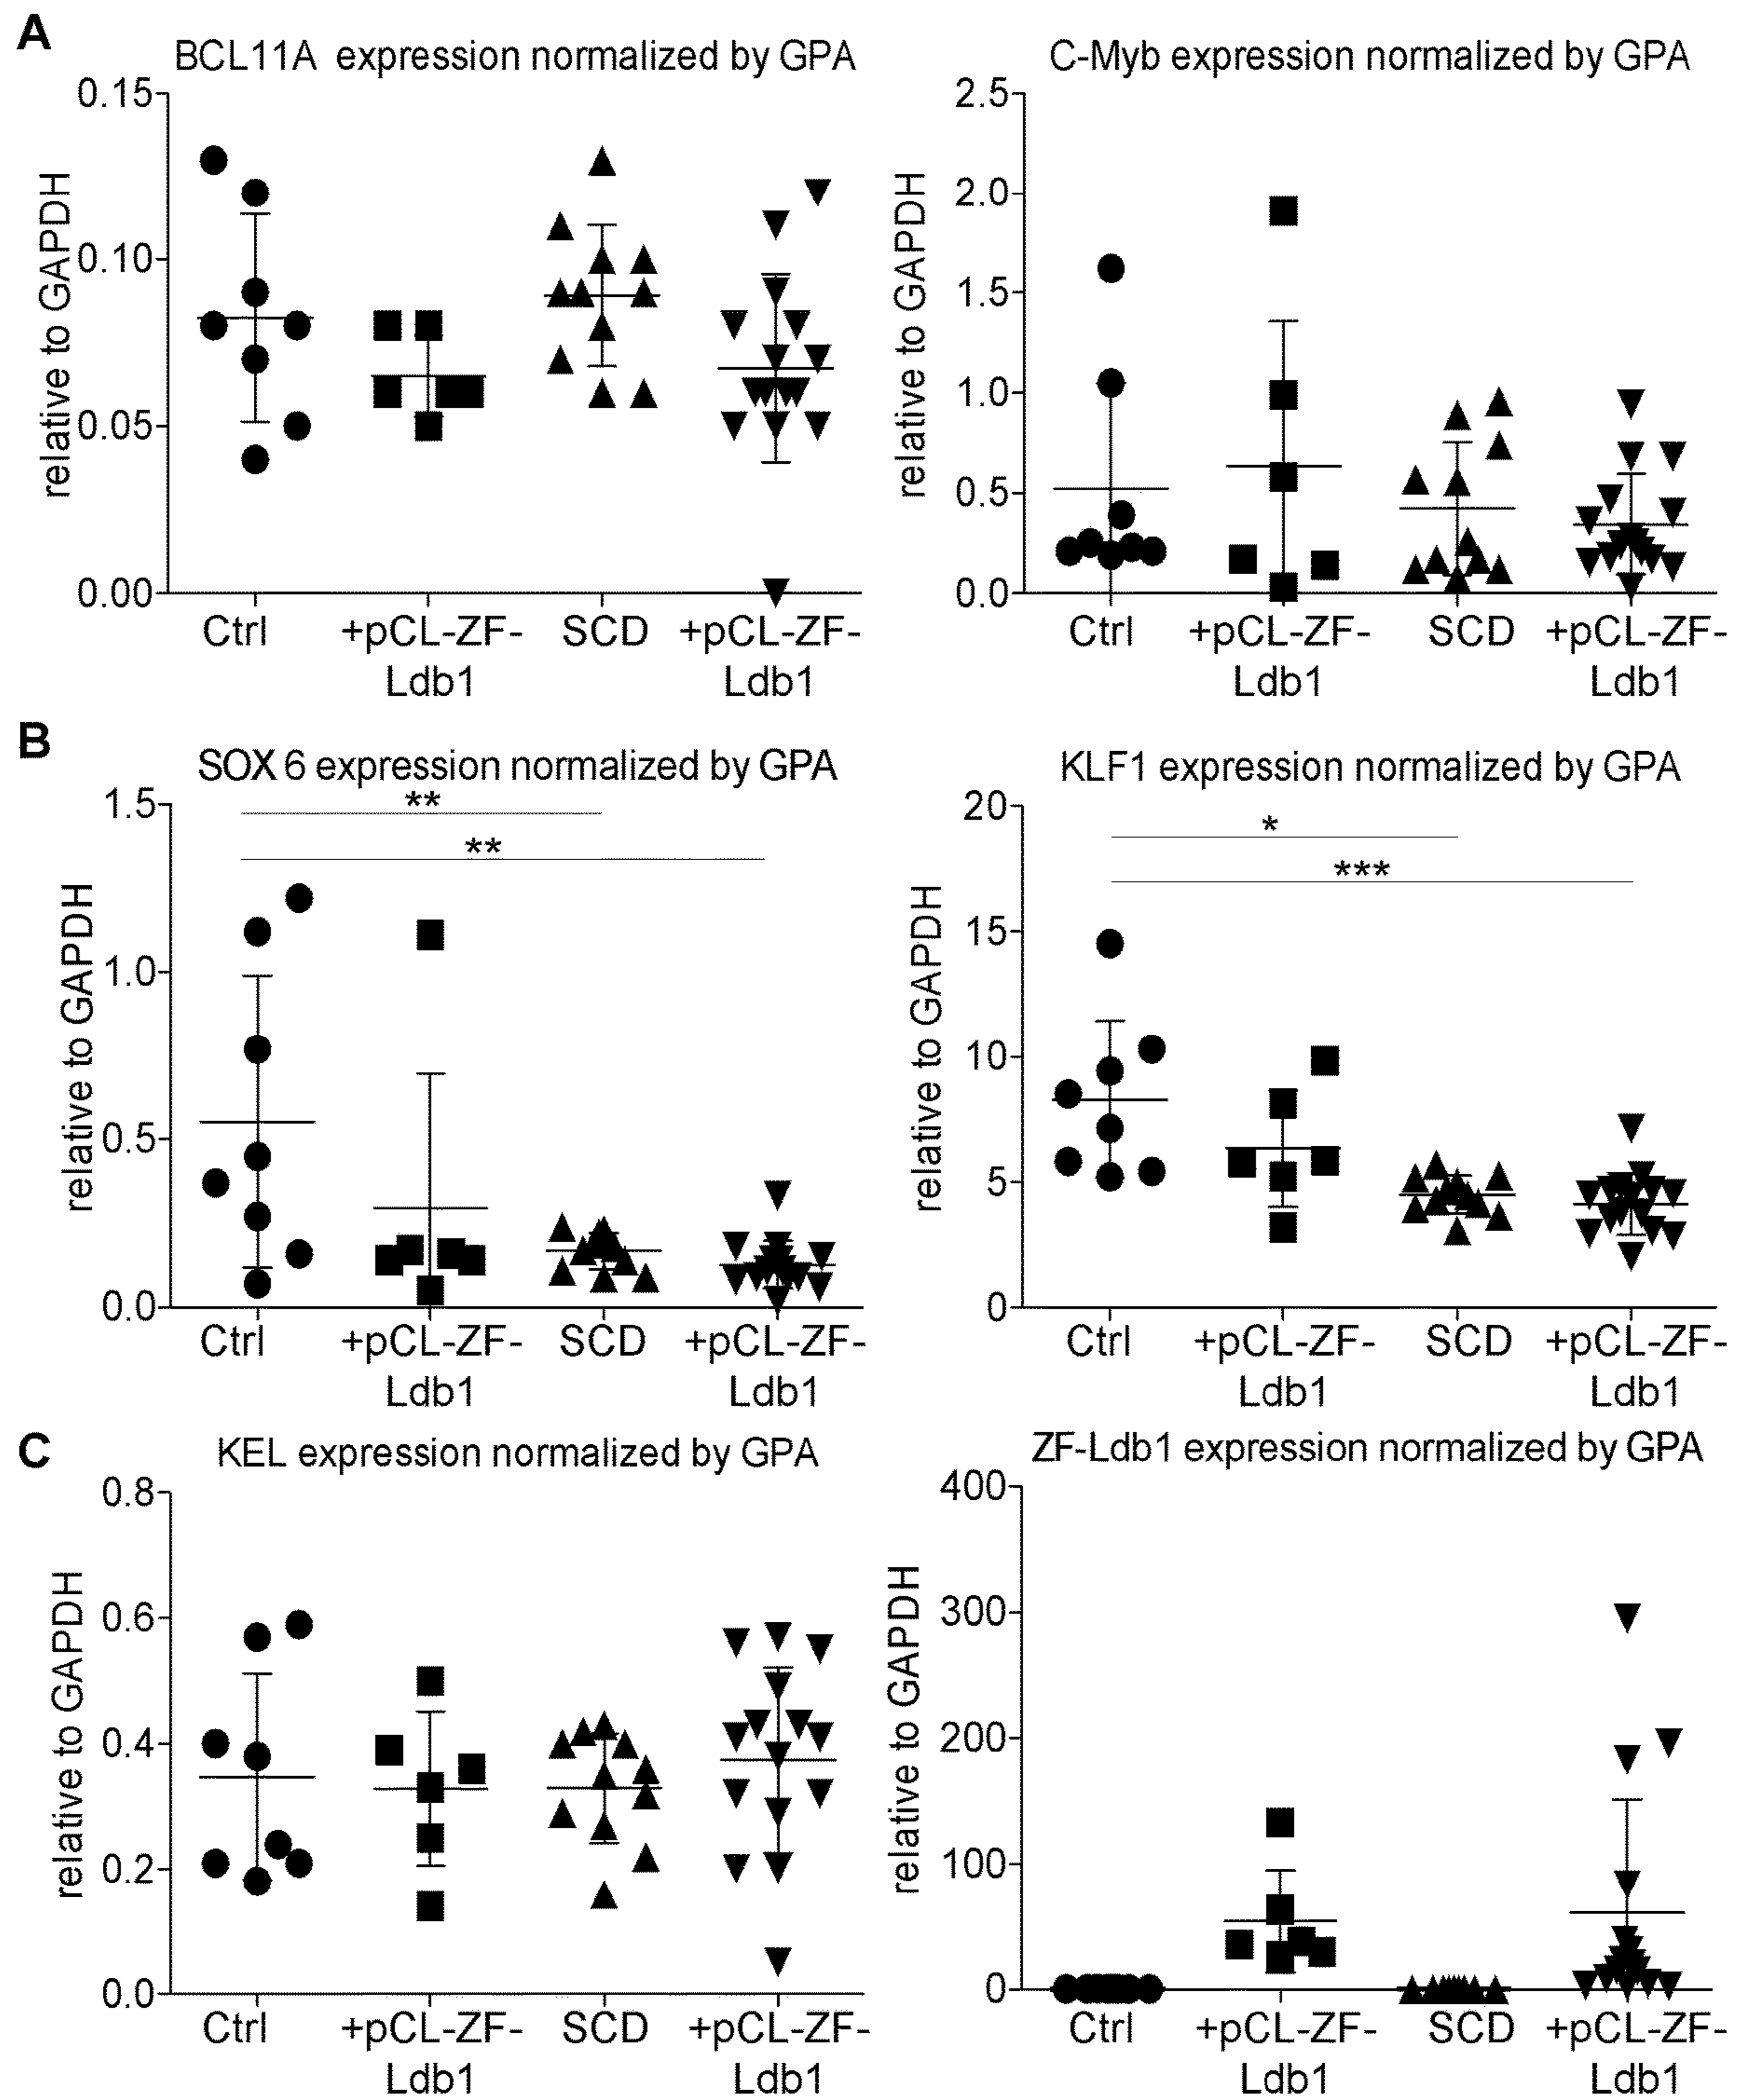 A
BCL11A expression normalized by GPA
relative to GAPDH
0.15
0.10
0.05
0.00
Ctrl +pCL-ZF- SCD +pCL-ZF-
Ldb1 Ldb1
C-Myb expression normalized by GPA
relative to GAPDH
2.5
2.0
1.5
1.0
0.5
0.0
Ctrl +pCL-ZF- SCD +pCL-ZF-
Ldb1 Ldb1
B
SOX 6 expression normalized by GPA
relative to GAPDH
1.5
1.0
0.5
0.0
**
**
Ctrl +pCL-ZF- SCD +pCL-ZF-
Ldb1 Ldb1
KLF1 expression normalized by GPA
relative to GAPDH
20
15
10
5
0
*
***
Ctrl +pCL-ZF- SCD +pCL-ZF-
Ldb1 Ldb1
C
KEL expression normalized by GPA
relative to GAPDH
0.8
0.6
0.4
0.2
0.0
Ctrl +pCL-ZF- SCD +pCL-ZF-
Ldb1 Ldb1
ZF-Ldb1 expression normalized by GPA
relative to GAPDH
400
300
200
100
0
Ctrl +pCL-ZF- SCD +pCL-ZF-
Ldb1 Ldb1